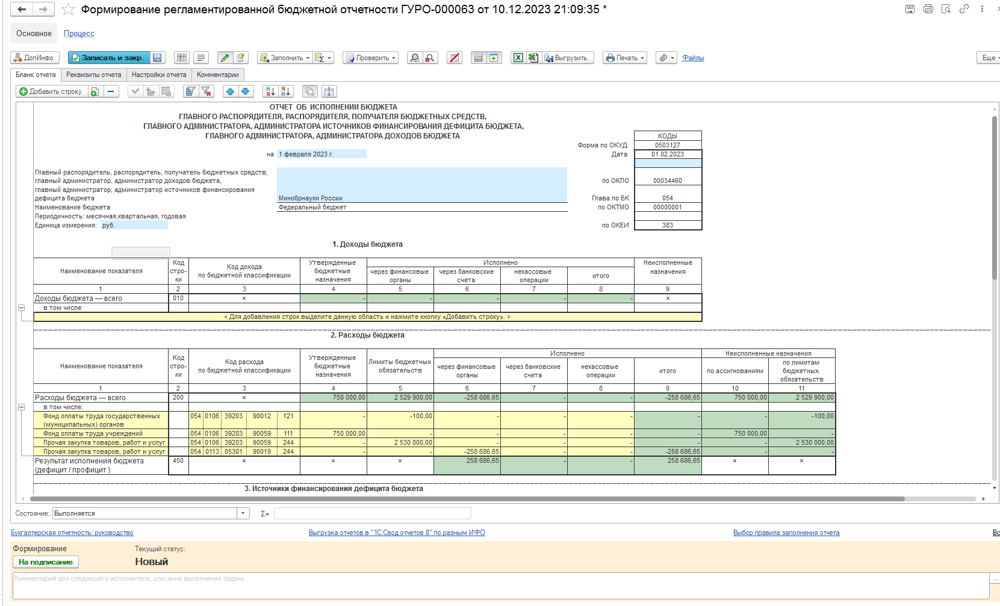 Формирование регламентированной бюджетной отчетности ГУРО-000063 от 10.12.2023 21:09:35 *
Основное Процесс
ДопИнфо Записать и закр. Заполнить Проверить Выгрузить Печать Файлы Еще
Бланк отчета Реквизиты отчета Настройки отчета Комментарии
Добавить строку
ОТЧЕТ ОБ ИСПОЛНЕНИИ БЮДЖЕТА
ГЛАВНОГО РАСПОРЯДИТЕЛЯ, РАСПОРЯДИТЕЛЯ, ПОЛУЧАТЕЛЯ БЮДЖЕТНЫХ СРЕДСТВ,
ГЛАВНОГО АДМИНИСТРАТОРА, АДМИНИСТРАТОРА ИСТОЧНИКОВ ФИНАНСИРОВАНИЯ ДЕФИЦИТА БЮДЖЕТА,
ГЛАВНОГО АДМИНИСТРАТОРА, АДМИНИСТРАТОРА ДОХОДОВ БЮДЖЕТА
КОДЫ
Форма по ОКУД 0503127
на 1 февраля 2023 г. Дата 01.02.2023
Главный распорядитель, распорядитель, получатель бюджетных средств,
главный администратор, администратор доходов бюджета, по ОКПО 00034460
главный администратор, администратор источников финансирования
дефицита бюджета Минобрнауки России Глава по БК 054
Наименование бюджета Федеральный бюджет по ОКТМО 00000001
Периодичность: месячная,квартальная, годовая
Единица измерения: руб. по ОКЕИ 383
1. Доходы бюджета
Наименование показателя
Код стро-ки
Код дохода по бюджетной классификации
Утвержденные бюджетные назначения
Исполнено
через финансовые органы
через банковские счета
некассовые операции
итого
Неисполненные назначения
1 2 3 4 5 6 7 8 9
Доходы бюджета — всего 010 × - - - - - ×
в том числе:
< Для добавления строк выделите данную область и нажмите кнопку «Добавить строку». >
2. Расходы бюджета
Наименование показателя
Код стро-ки
Код расхода по бюджетной классификации
Утвержденные бюджетные назначения
Лимиты бюджетных обязательств
Исполнено
через финансовые органы
через банковские счета
некассовые операции
итого
Неисполненные назначения
по ассигнованиям
по лимитам бюджетных обязательств
1 2 3 4 5 6 7 8 9 10 11
Расходы бюджета — всего 200 × 750 000,00 2 529 900,00 -258 686,65 - - -258 686,65 750 000,00 2 529 900,00
в том числе:
Фонд оплаты труда государственных (муниципальных) органов 054 0106 39203 90012 121 - -100,00 - - - - - -100,00
Фонд оплаты труда учреждений 054 0106 39203 90059 111 750 000,00 - - - - - 750 000,00 -
Прочая закупка товаров, работ и услуг 054 0106 39203 90059 244 - 2 530 000,00 - - - - - 2 530 000,00
Прочая закупка товаров, работ и услуг 054 0113 05301 90019 244 - - -258 686,65 - - -258 686,65 - -
Результат исполнения бюджета (дефицит / профицит ) 450 × × × 258 686,65 - - 258 686,65 × ×
3. Источники финансирования дефицита бюджета
Состояние: Выполняется Σ=
Бухгалтерская отчетность: руководство Выгрузка отчетов в "1С:Свод отчетов 8" по разным ИФО Выбор правила заполнения отчета Вс
Формирование Текущий статус:
На подписание Новый
Комментарий для следующего исполнителя, описание выполнения задачи
...